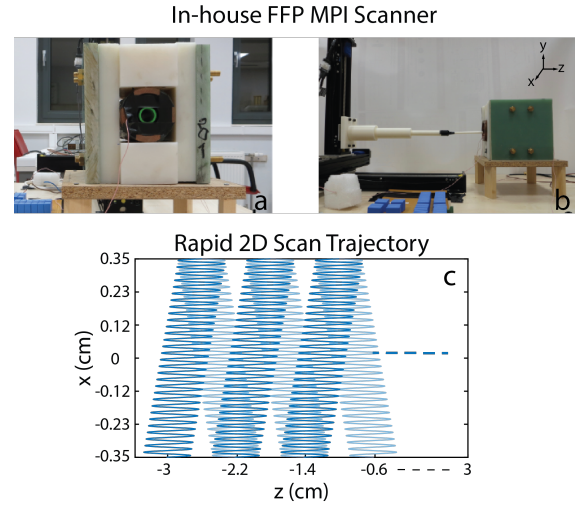 In-house FFP MPI Scanner
a
y
z
x
b
Rapid 2D Scan Trajectory
c
x (cm)
0.35
0.23
0.12
0
-0.12
-0.23
-0.35
-3
-2.2
-1.4
-0.6
3
z (cm)